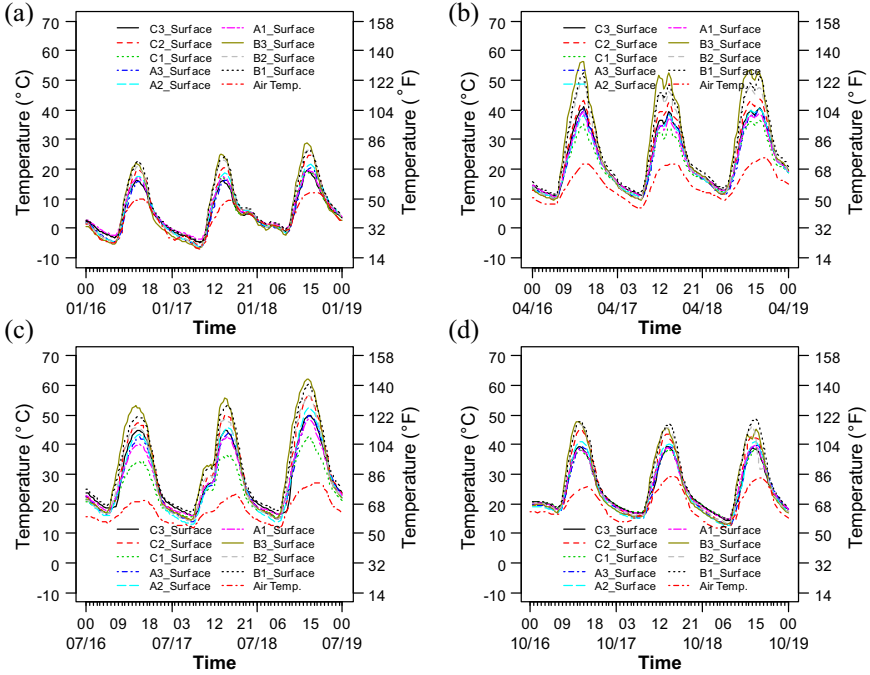 (a)
70
60
50
40
30
20
10
0
-10
Temperature (°C)
C3_Surface
C2_Surface
C1_Surface
A3_Surface
A2_Surface
A1_Surface
B3_Surface
B2_Surface
B1_Surface
Air Temp.
158
140
122
104
86
68
50
32
14
Temperature (°F)
00 09 18 03 12 21 06 15 00
01/16 01/17 01/18 01/19
Time
(b)
70
60
50
40
30
20
10
0
-10
Temperature (°C)
C3_Surface
C2_Surface
C1_Surface
A3_Surface
A2_Surface
A1_Surface
B3_Surface
B2_Surface
B1_Surface
Air Temp.
158
140
122
104
86
68
50
32
14
Temperature (°F)
00 09 18 03 12 21 06 15 00
04/16 04/17 04/18 04/19
Time
(c)
70
60
50
40
30
20
10
0
-10
Temperature (°C)
C3_Surface
C2_Surface
C1_Surface
A3_Surface
A2_Surface
A1_Surface
B3_Surface
B2_Surface
B1_Surface
Air Temp.
158
140
122
104
86
68
50
32
14
Temperature (°F)
00 09 18 03 12 21 06 15 00
07/16 07/17 07/18 07/19
Time
(d)
70
60
50
40
30
20
10
0
-10
Temperature (°C)
C3_Surface
C2_Surface
C1_Surface
A3_Surface
A2_Surface
A1_Surface
B3_Surface
B2_Surface
B1_Surface
Air Temp.
158
140
122
104
86
68
50
32
14
Temperature (°F)
00 09 18 03 12 21 06 15 00
10/16 10/17 10/18 10/19
Time